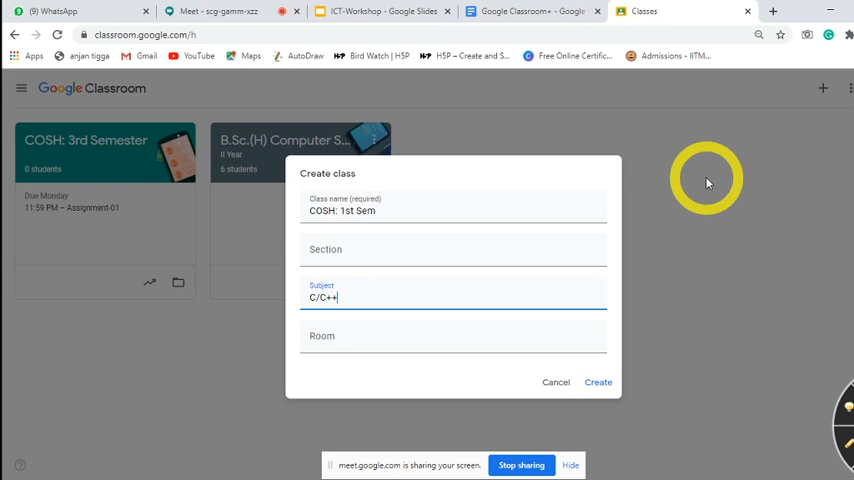 (9) WhatsApp
Meet - scg-gamm-xzz
ICT-Workshop - Google Slides
Google Classroom+ - Google
Classes
classroom.google.com/h
Apps
anjan tigga
Gmail
YouTube
Maps
AutoDraw
H5P Bird Watch | H5P
H5P H5P – Create and S...
Free Online Certific...
Admissions - IITM...
Google Classroom
COSH: 3rd Semester
0 students
B.Sc.(H) Computer S...
II Year
6 students
Due Monday
11:59 PM – Assignment-01
Create class
Class name (required)
COSH: 1st Sem
Section
Subject
C/C++
Room
Cancel
Create
meet.google.com is sharing your screen.
Stop sharing
Hide